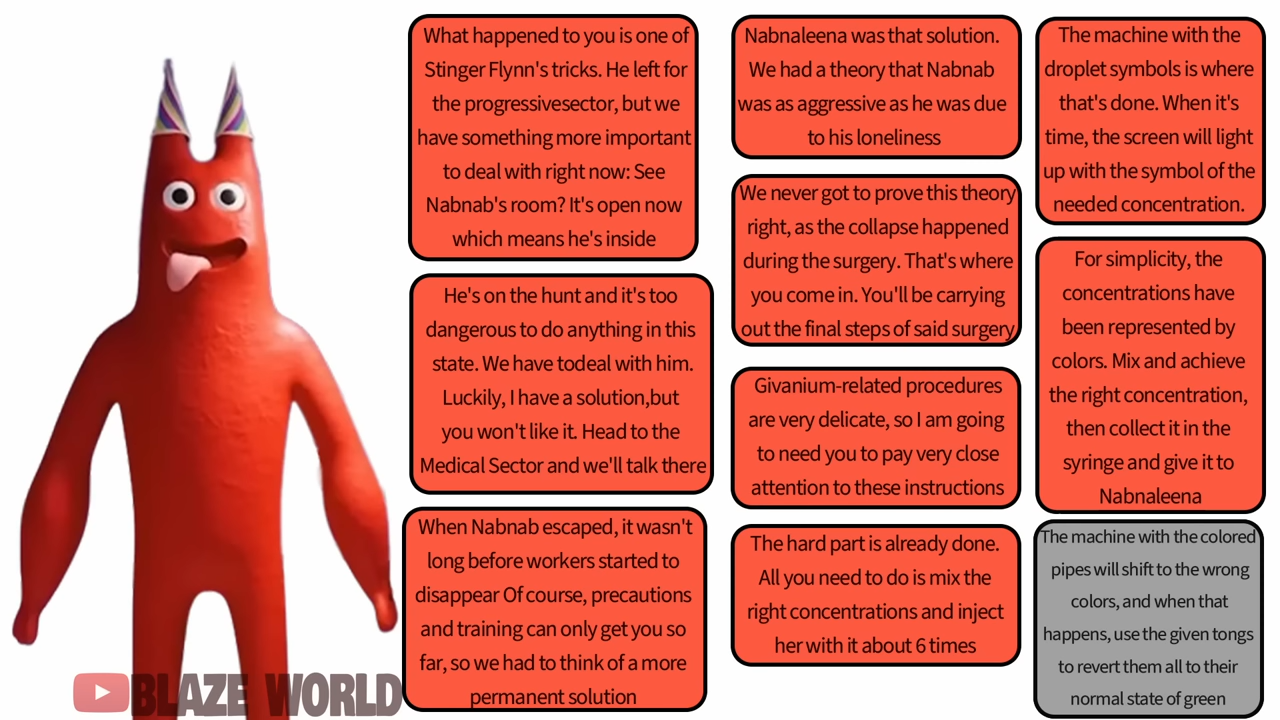 What happened to you is one of
Stinger Flynn's tricks. He left for
the progressivesector, but we
have something more important
to deal with right now: See
Nabnab's room? It's open now
which means he's inside
He's on the hunt and it's too
dangerous to do anything in this
state. We have todeal with him.
Luckily, I have a solution,but
you won't like it. Head to the
Medical Sector and we'll talk there
When Nabnab escaped, it wasn't
long before workers started to
disappear Of course, precautions
and training can only get you so
far, so we had to think of a more
permanent solution
Nabnaleena was that solution.
We had a theory that Nabnab
was as aggressive as he was due
to his loneliness
We never got to prove this theory
right, as the collapse happened
during the surgery. That's where
you come in. You'll be carrying
out the final steps of said surgery
Givanium-related procedures
are very delicate, so I am going
to need you to pay very close
attention to these instructions
The hard part is already done.
All you need to do is mix the
right concentrations and inject
her with it about 6 times
The machine with the
droplet symbols is where
that's done. When it's
time, the screen will light
up with the symbol of the
needed concentration.
For simplicity, the
concentrations have
been represented by
colors. Mix and achieve
the right concentration,
then collect it in the
syringe and give it to
Nabnaleena
The machine with the colored
pipes will shift to the wrong
colors, and when that
happens, use the given tongs
to revert them all to their
normal state of green
BLAZE WORLD